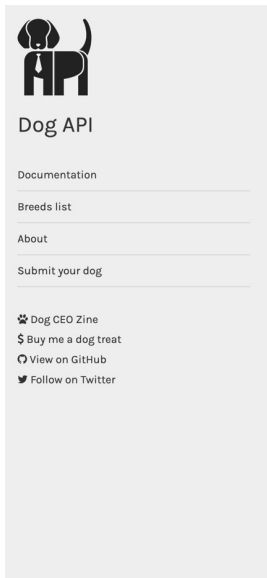 API
Dog API
Documentation
Breeds list
About
Submit your dog
Dog CEO Zine
$ Buy me a dog treat
View on GitHub
Follow on Twitter